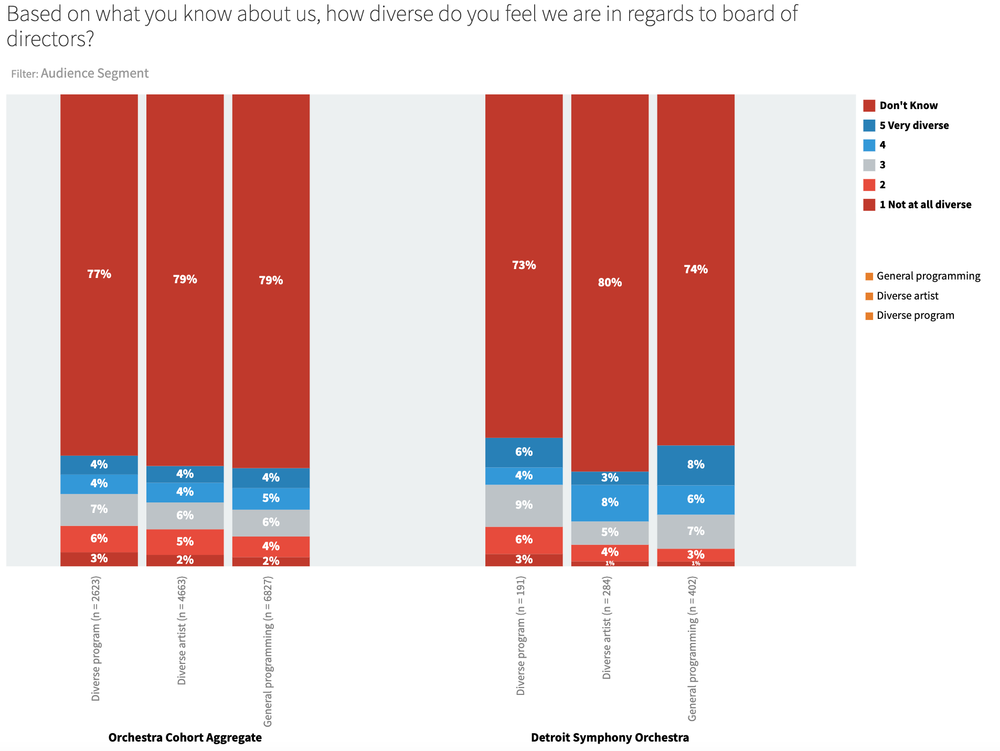 Based on what you know about us, how diverse do you feel we are in regards to board of
directors?
Filter: Audience Segment
77%
4%
4%
7%
6%
3%
79%
4%
4%
6%
5%
2%
79%
4%
5%
6%
4%
2%
73%
6%
4%
9%
6%
3%
80%
3%
8%
5%
4%
1%
74%
8%
6%
7%
3%
1%
Don't Know
5 Very diverse
4
3
2
1 Not at all diverse
General programming
Diverse artist
Diverse program
Diverse program (n = 2623)
Diverse artist (n = 4663)
General programming (n = 6827)
Diverse program (n = 191)
Diverse artist (n = 284)
General programming (n = 402)
Orchestra Cohort Aggregate
Detroit Symphony Orchestra